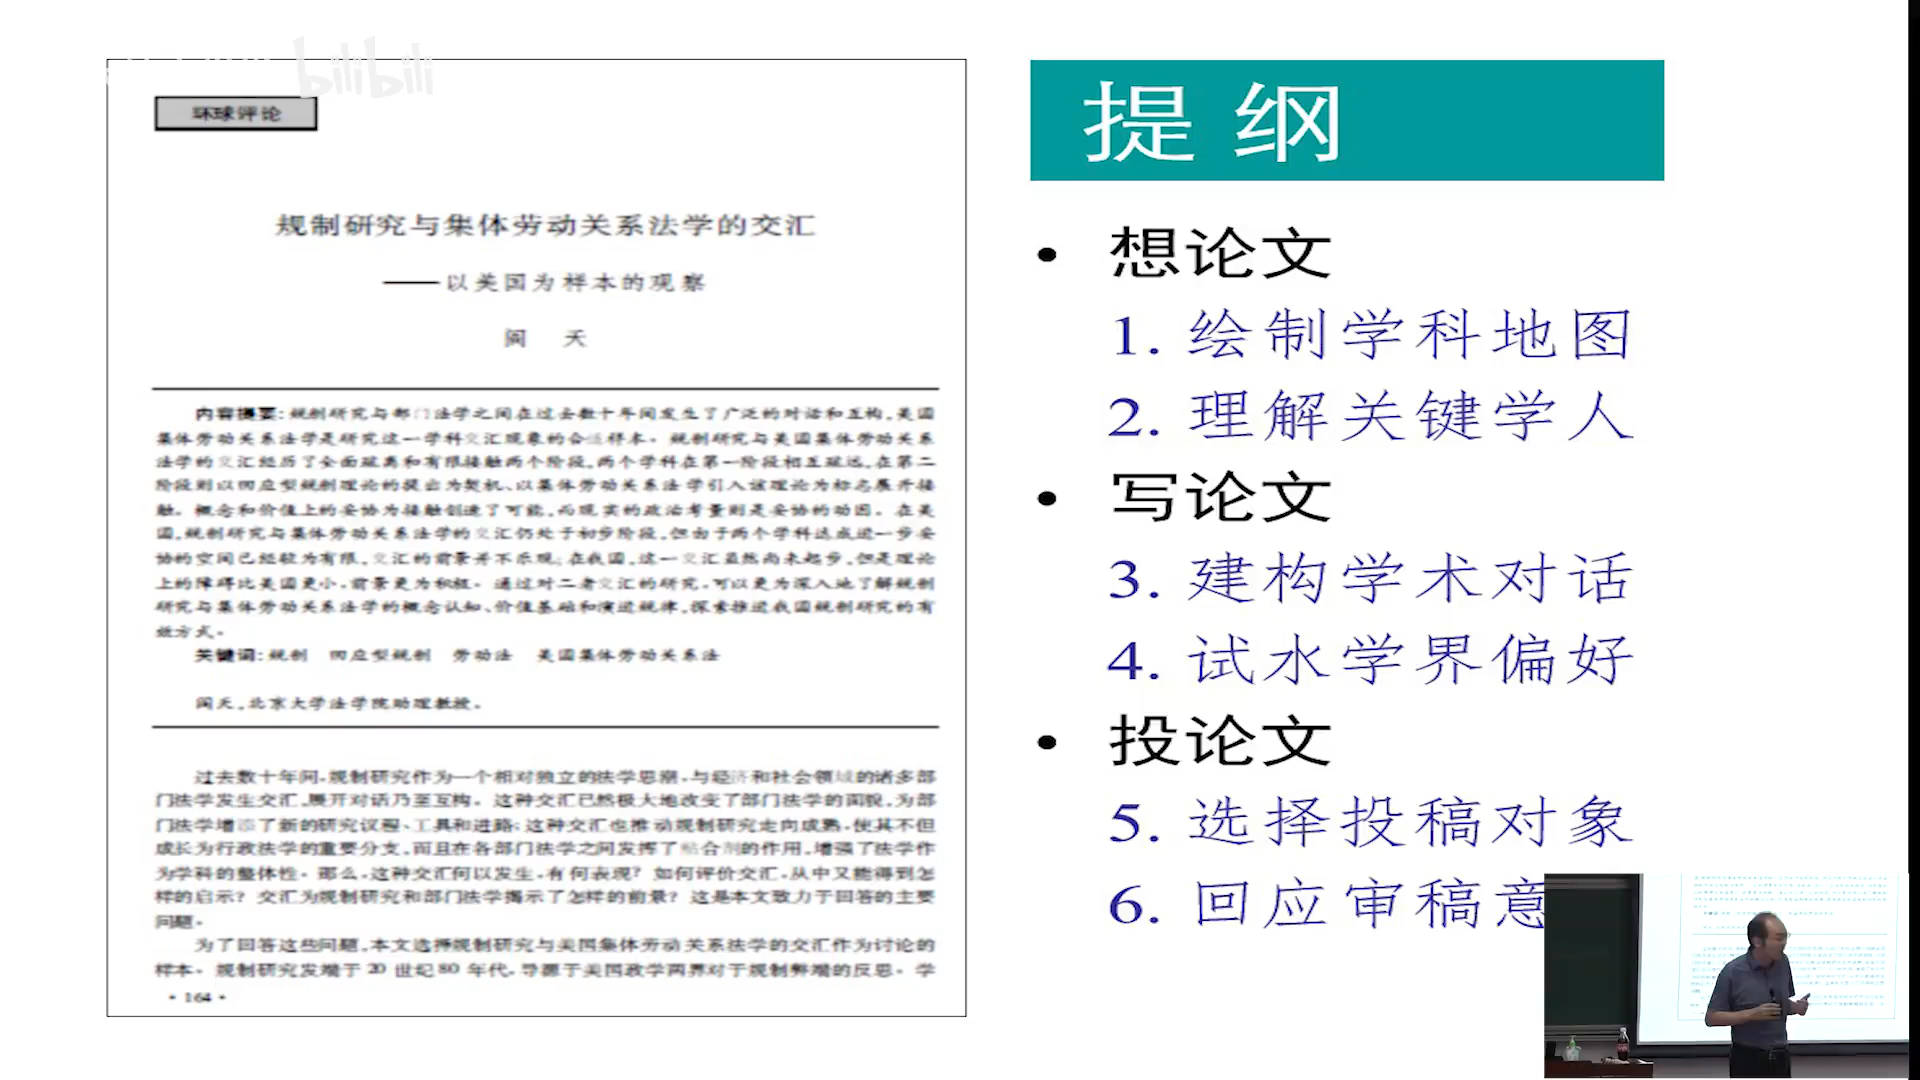 bilibili
环球评论
规制研究与集体劳动关系法学的交汇
——以美国为样本的观察
阎 天
内容提要:规制研究与部门法学之间在过去数十年间发生了广泛的对话和互构,美国
集体劳动关系法学是研究这一学科交汇现象的合适样本。规制研究与美国集体劳动关系
法学的交汇经历了全面疏离和有限接触两个阶段,两个学科在第一阶段相互疏远,在第二
阶段则以回应型规制理论的提出为契机、以集体劳动关系法学引入该理论为标志展开接
触。概念和价值上的妥协为接触创造了可能,而现实的政治考量则是妥协的动因。在美
国,规制研究与集体劳动关系法学的交汇仍处于初步阶段,但由于两个学科达成进一步妥
协的空间已经较为有限,交汇的前景并不乐观;在我国,这一交汇虽然尚未起步,但是理论
上的障碍比美国更小,前景更为积极。通过对二者交汇的研究,可以更为深入地了解规制
研究与集体劳动关系法学的概念认知、价值基础和演进规律,探索推进我国规制研究的有
效方式。
关键词:规制 回应型规制 劳动法 美国集体劳动关系法
阎天,北京大学法学院助理教授。
过去数十年间,规制研究作为一个相对独立的法学思潮,与经济和社会领域的诸多部
门法学发生交汇,展开对话乃至互构。这种交汇已然极大地改变了部门法学的面貌,为部
门法学增添了新的研究议程、工具和进路;这种交汇也推动规制研究走向成熟,使其不但
成长为行政法学的重要分支,而且在各部门法学之间发挥了粘合剂的作用,增强了法学作
为学科的整体性。那么,这种交汇何以发生,有何表现?如何评价交汇,从中又能得到怎
样的启示?交汇为规制研究和部门法学揭示了怎样的前景?这是本文致力于回答的主要
问题。
为了回答这些问题,本文选择规制研究与美国集体劳动关系法学的交汇作为讨论的
样本。规制研究发端于 20 世纪 80 年代,导源于美国政学两界对于规制弊端的反思。学
· 164 ·
提 纲
• 想论文
1. 绘制学科地图
2. 理解关键学人
• 写论文
3. 建构学术对话
4. 试水学界偏好
• 投论文
5. 选择投稿对象
6. 回应审稿意